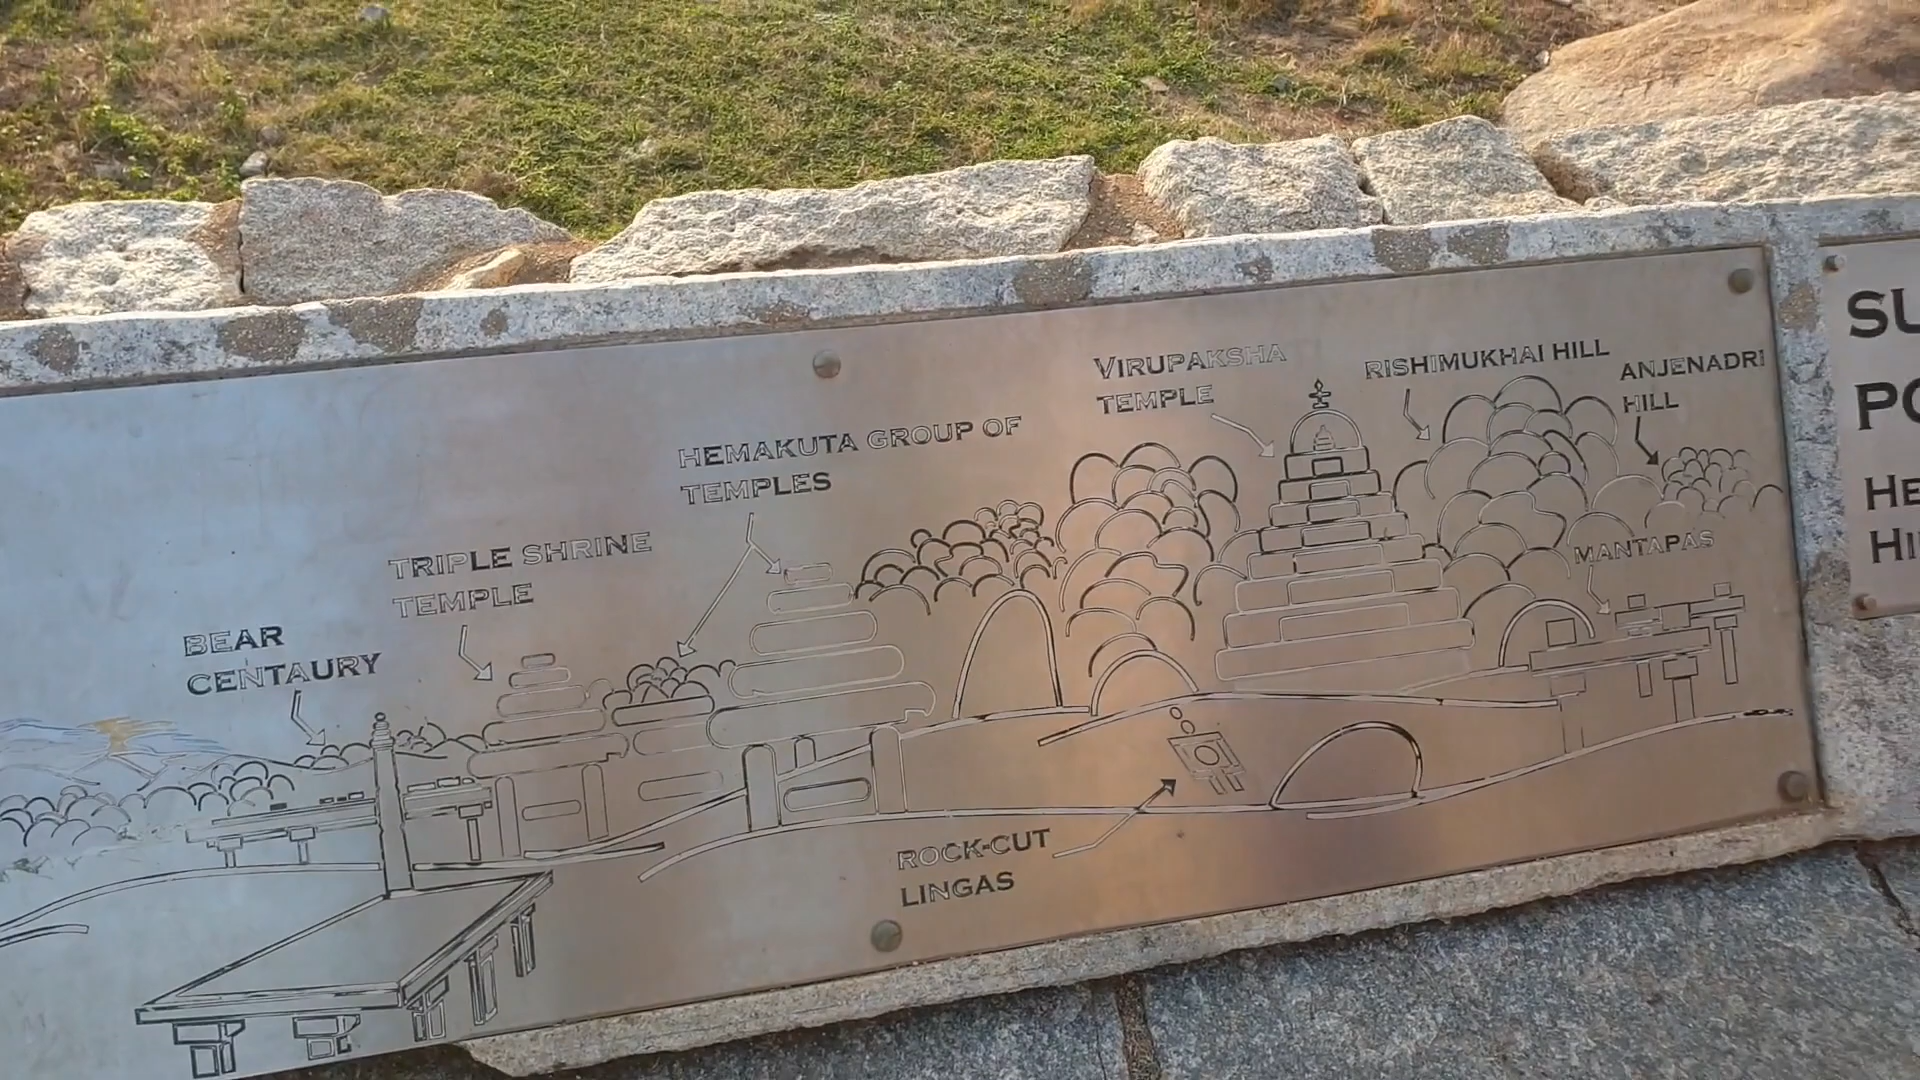 BEAR
CENTAURY
TRIPLE SHRINE
TEMPLE
HEMAKUTA GROUP OF
TEMPLES
VIRUPAKSHA
TEMPLE
RISHIMUKHAI HILL
ANJENADRI
HILL
MANTAPAS
ROCK-CUT
LINGAS